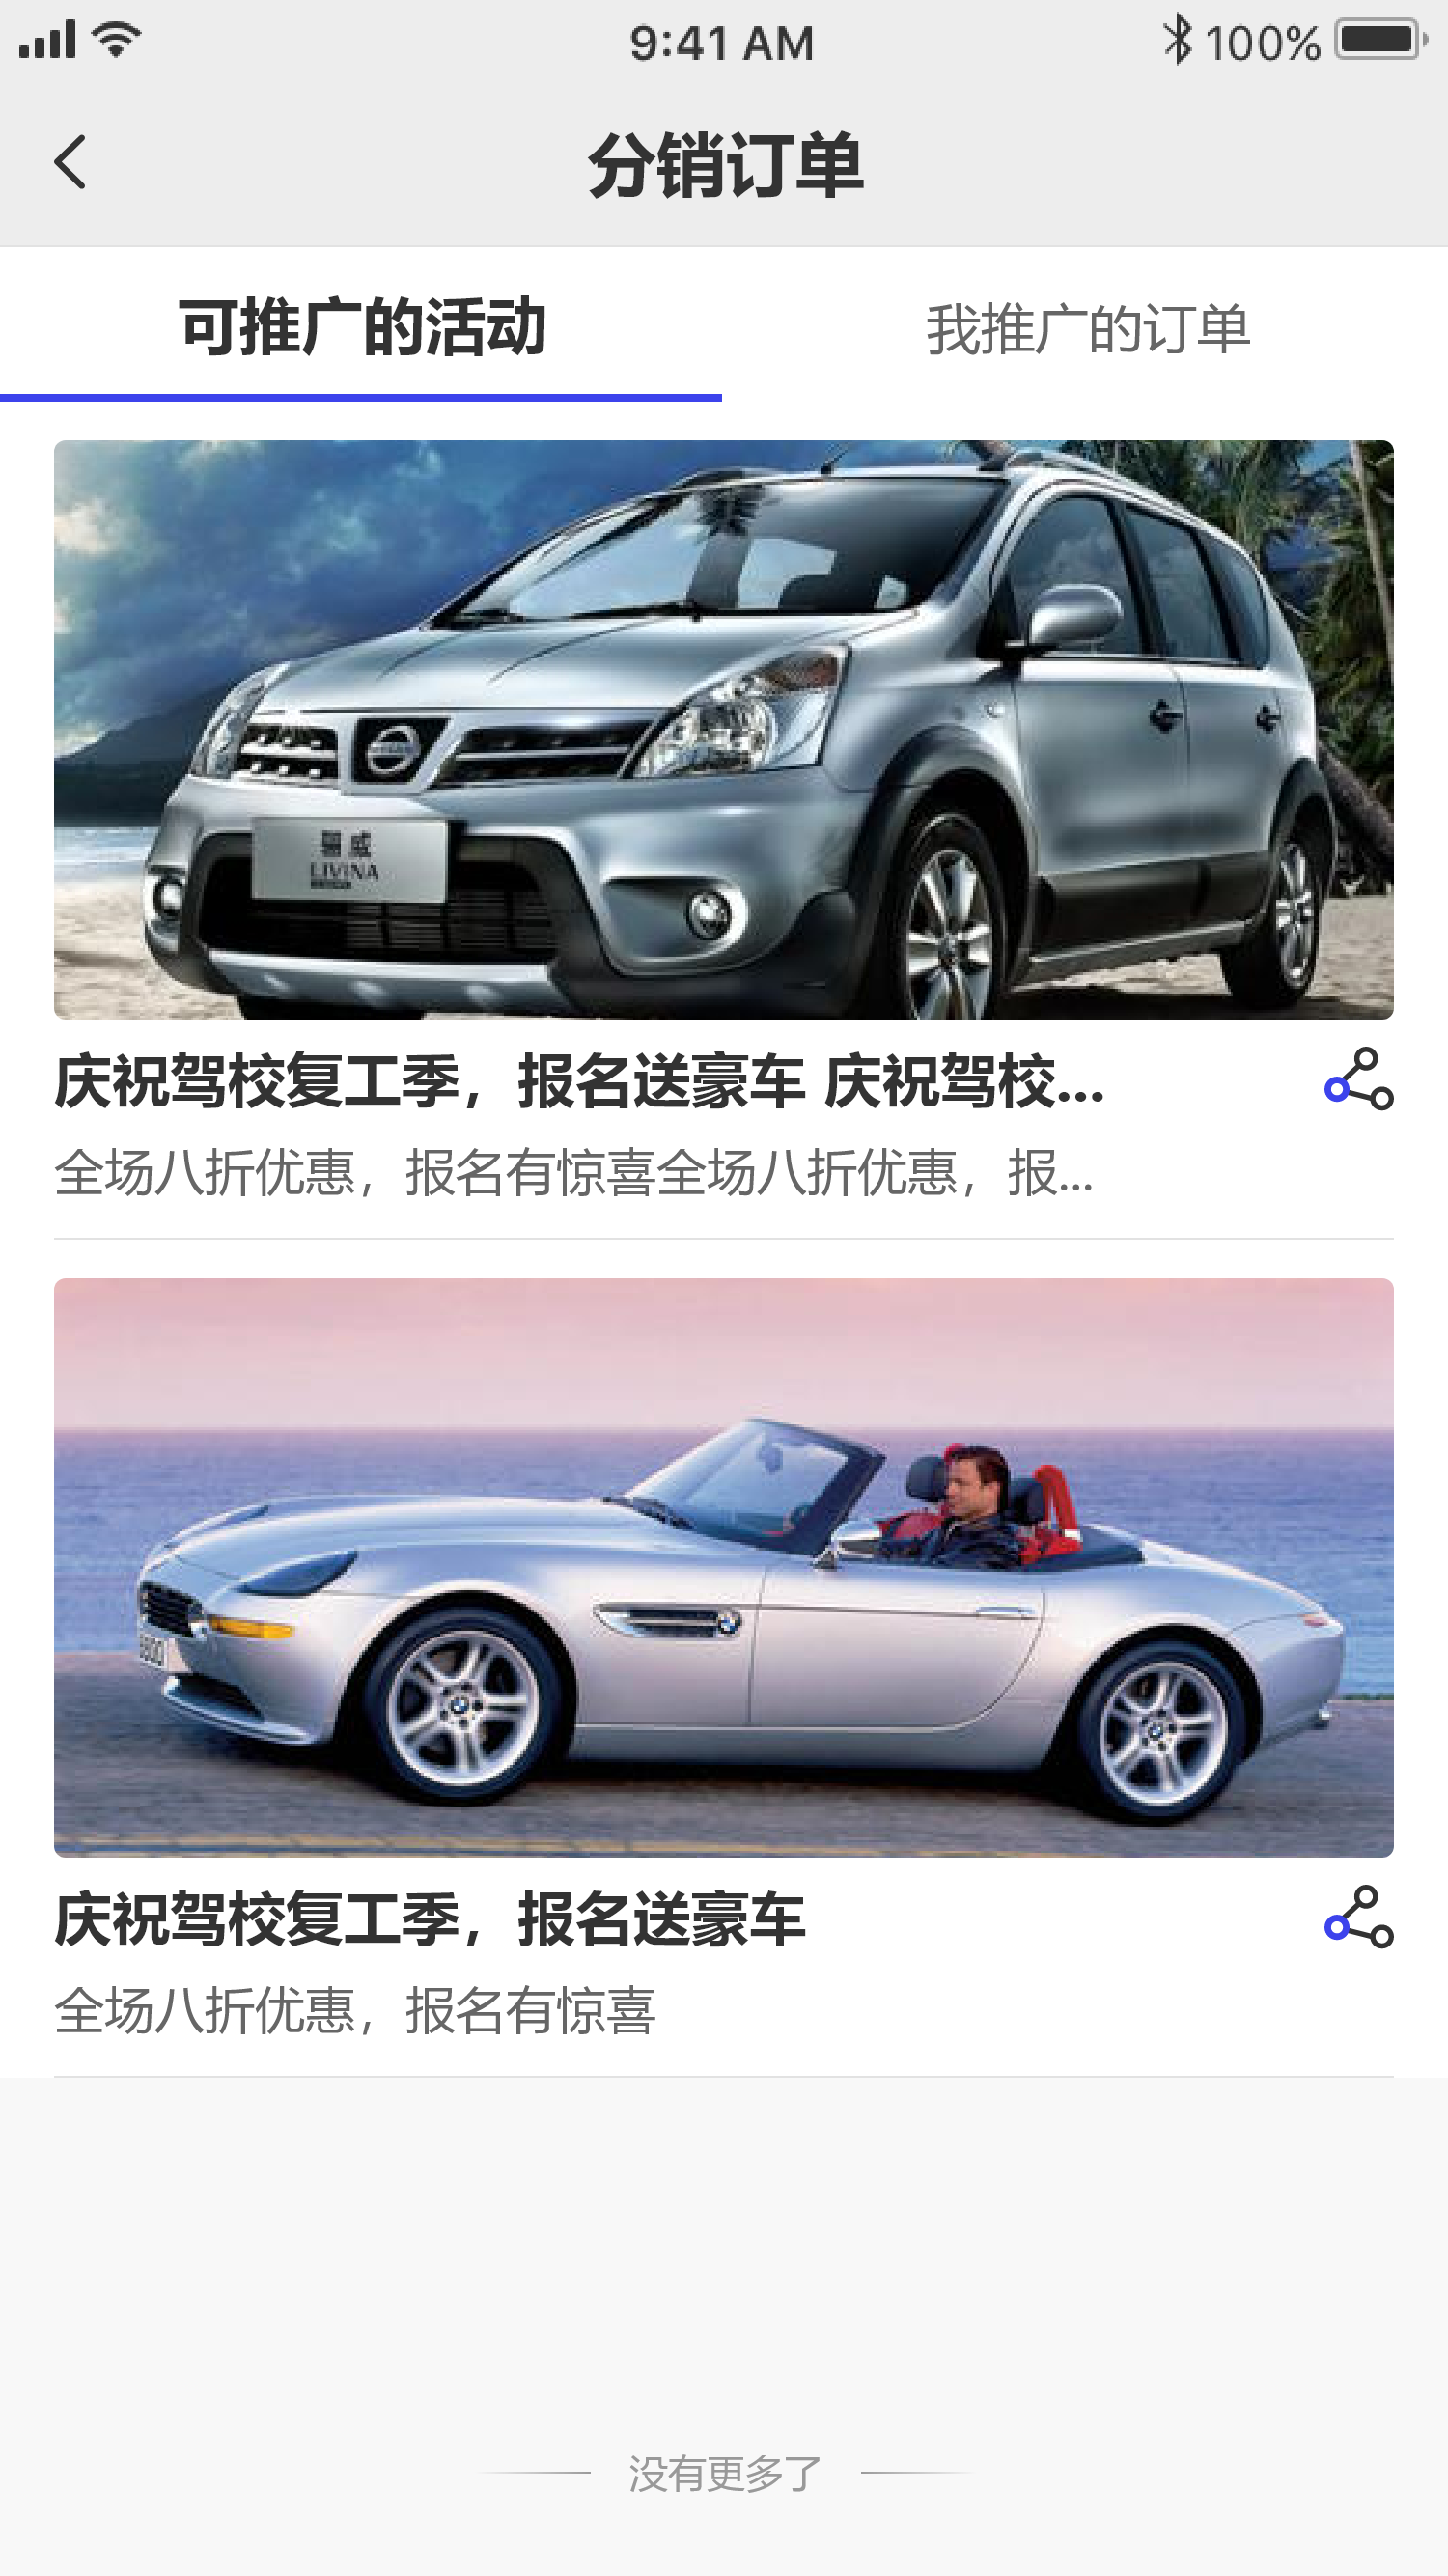 9:41 AM
100%
分销订单
可推广的活动
我推广的订单
LIVINA
庆祝驾校复工季，报名送豪车 庆祝驾校...
全场八折优惠，报名有惊喜全场八折优惠，报...
庆祝驾校复工季，报名送豪车
全场八折优惠，报名有惊喜
没有更多了